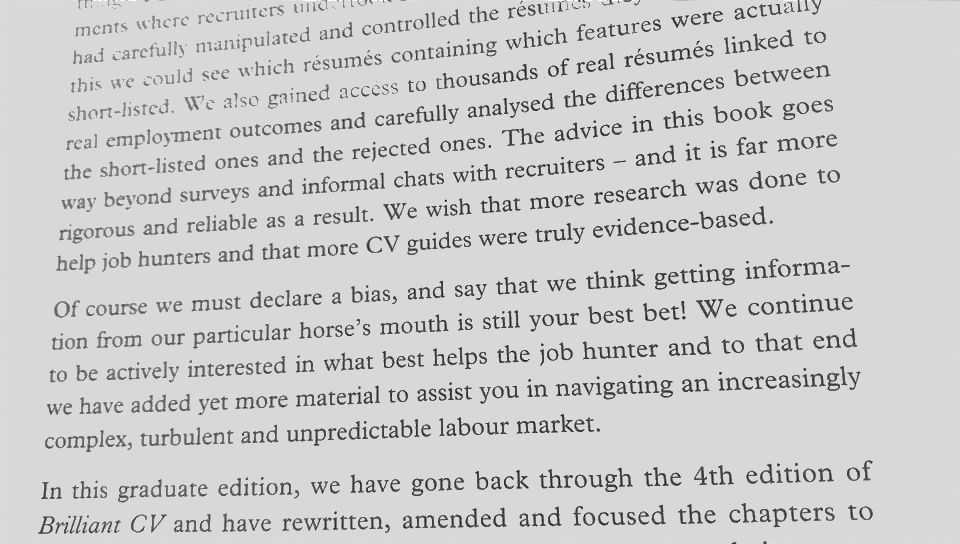 ments where recruiters
had carefully manipulated and controlled the résumés
this we could see which résumés containing which features were actually
short-listed. We also gained access to thousands of real résumés linked to
real employment outcomes and carefully analysed the differences between
the short-listed ones and the rejected ones. The advice in this book goes
way beyond surveys and informal chats with recruiters – and it is far more
rigorous and reliable as a result. We wish that more research was done to
help job hunters and that more CV guides were truly evidence-based.
Of course we must declare a bias, and say that we think getting informa-
tion from our particular horse's mouth is still your best bet! We continue
to be actively interested in what best helps the job hunter and to that end
we have added yet more material to assist you in navigating an increasingly
complex, turbulent and unpredictable labour market.
In this graduate edition, we have gone back through the 4th edition of
Brilliant CV and have rewritten, amended and focused the chapters to